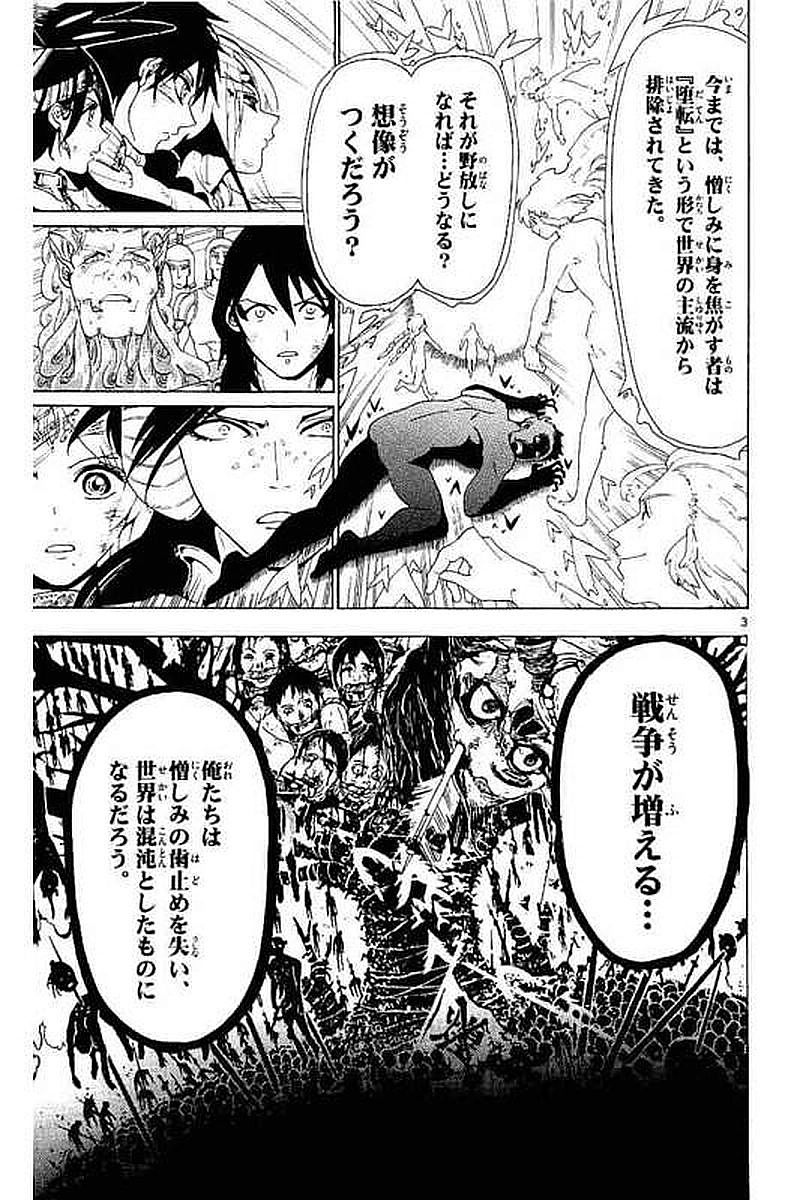 今までは、憎しみに身を焦がす者は
『堕転』という形で世界の主流から
排除されてきた。
それが野放しに
なれば…どうなる?
想像が
つくだろう?
3
戦争が増える…
俺たちは
憎しみの歯止めを失い、
世界は混沌としたものに
なるだろう。